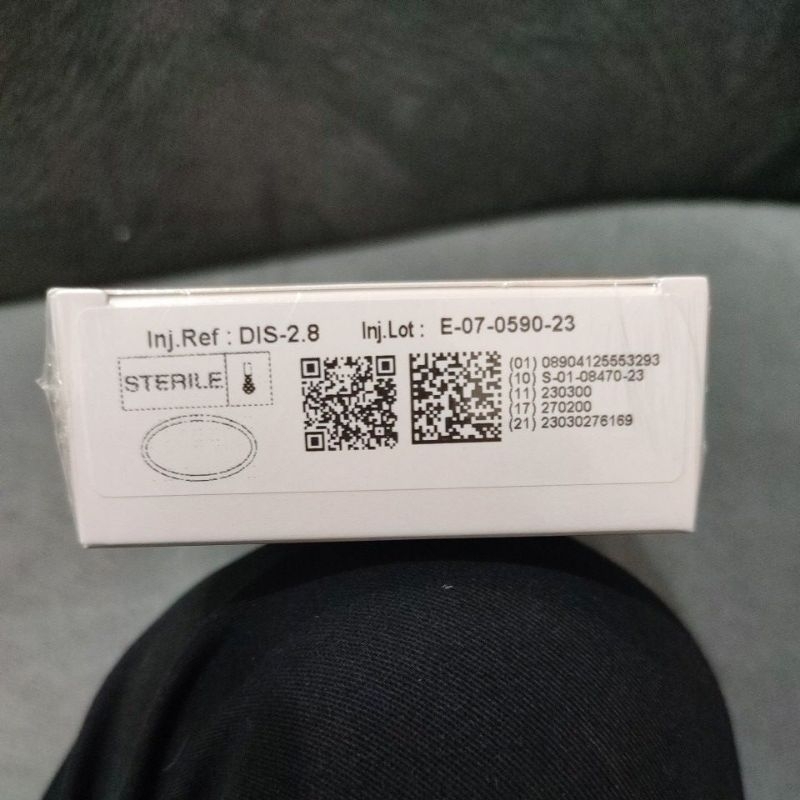 Inj.Ref : DIS-2.8 Inj.Lot : E-07-0590-23
STERILE
(01) 08904125553293
(10) S-01-08470-23
(11) 230300
(17) 270200
(21) 23030276169